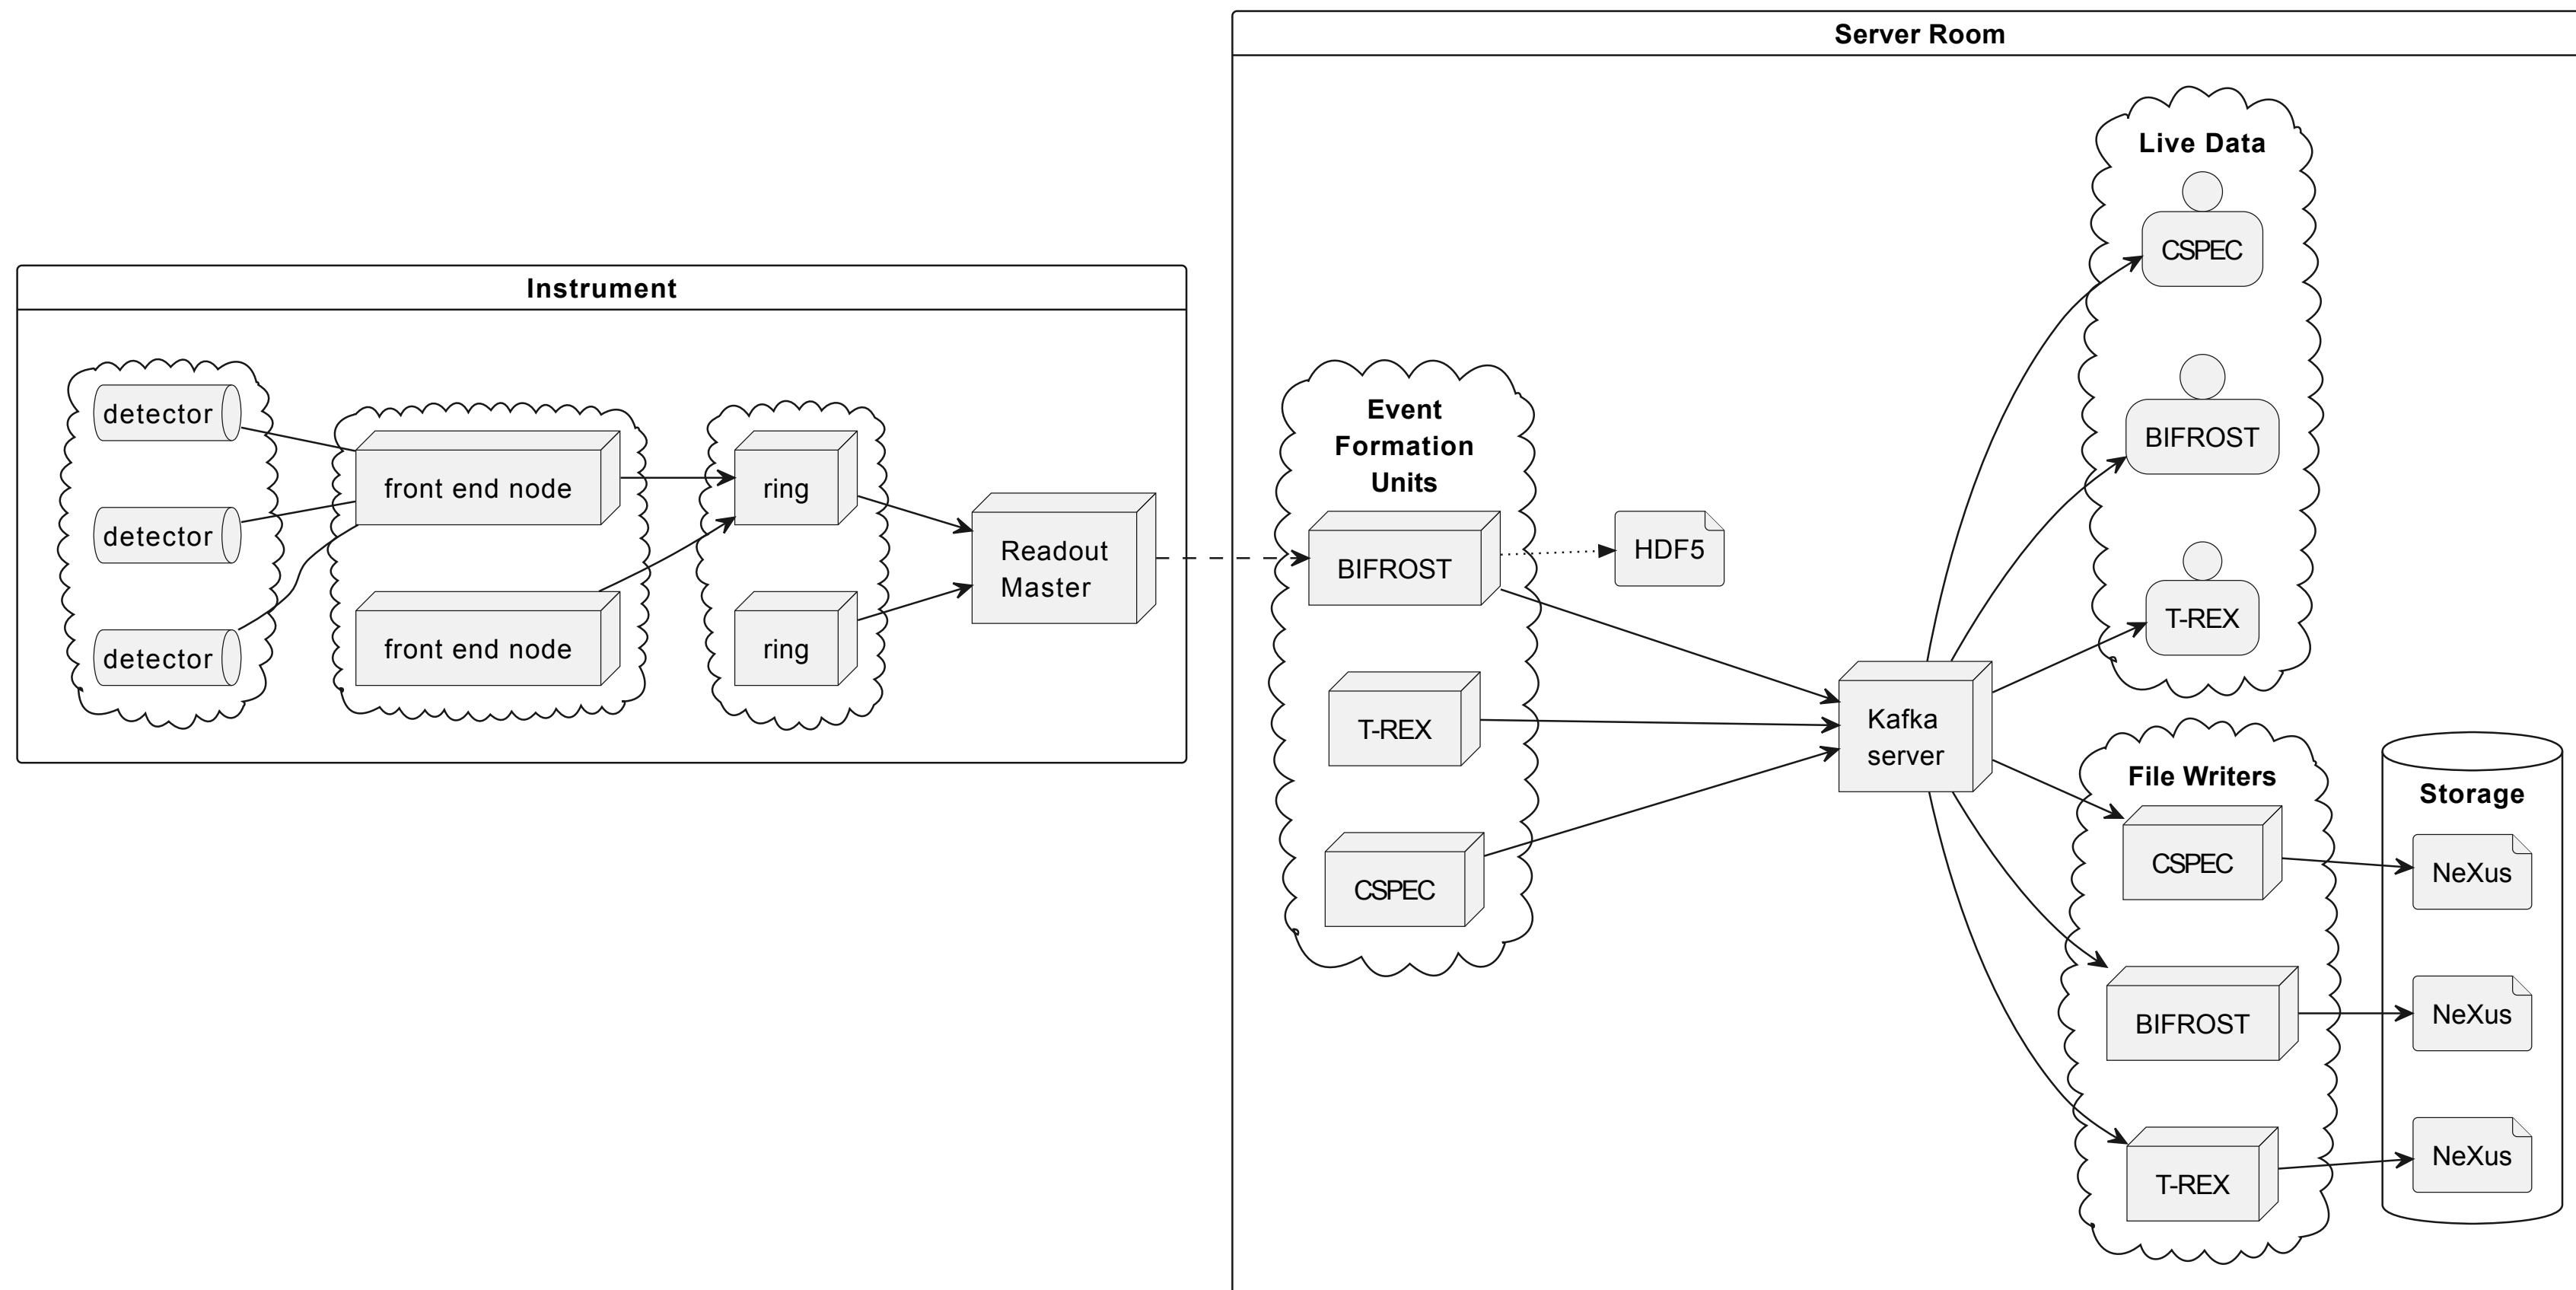 Server Room
Instrument
detector
detector
detector
front end node
front end node
ring
ring
Readout
Master
Event
Formation
Units
BIFROST
T-REX
CSPEC
HDF5
Kafka
server
Live Data
CSPEC
BIFROST
T-REX
File Writers
CSPEC
BIFROST
T-REX
Storage
NeXus
NeXus
NeXus